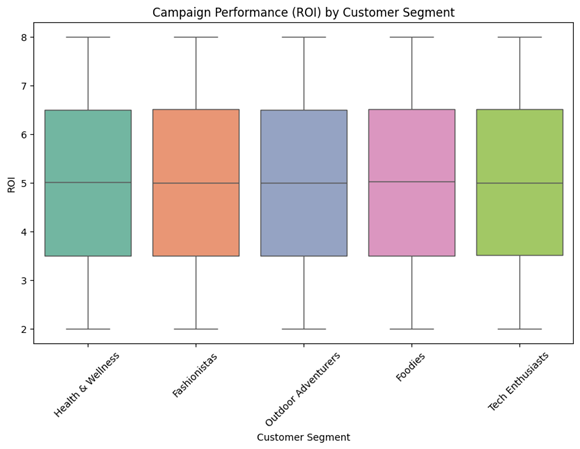 Campaign Performance (ROI) by Customer Segment
8
7
6
5
4
3
2
ROI
Health & Wellness
Fashionistas
Outdoor Adventurers
Foodies
Tech Enthusiasts
Customer Segment